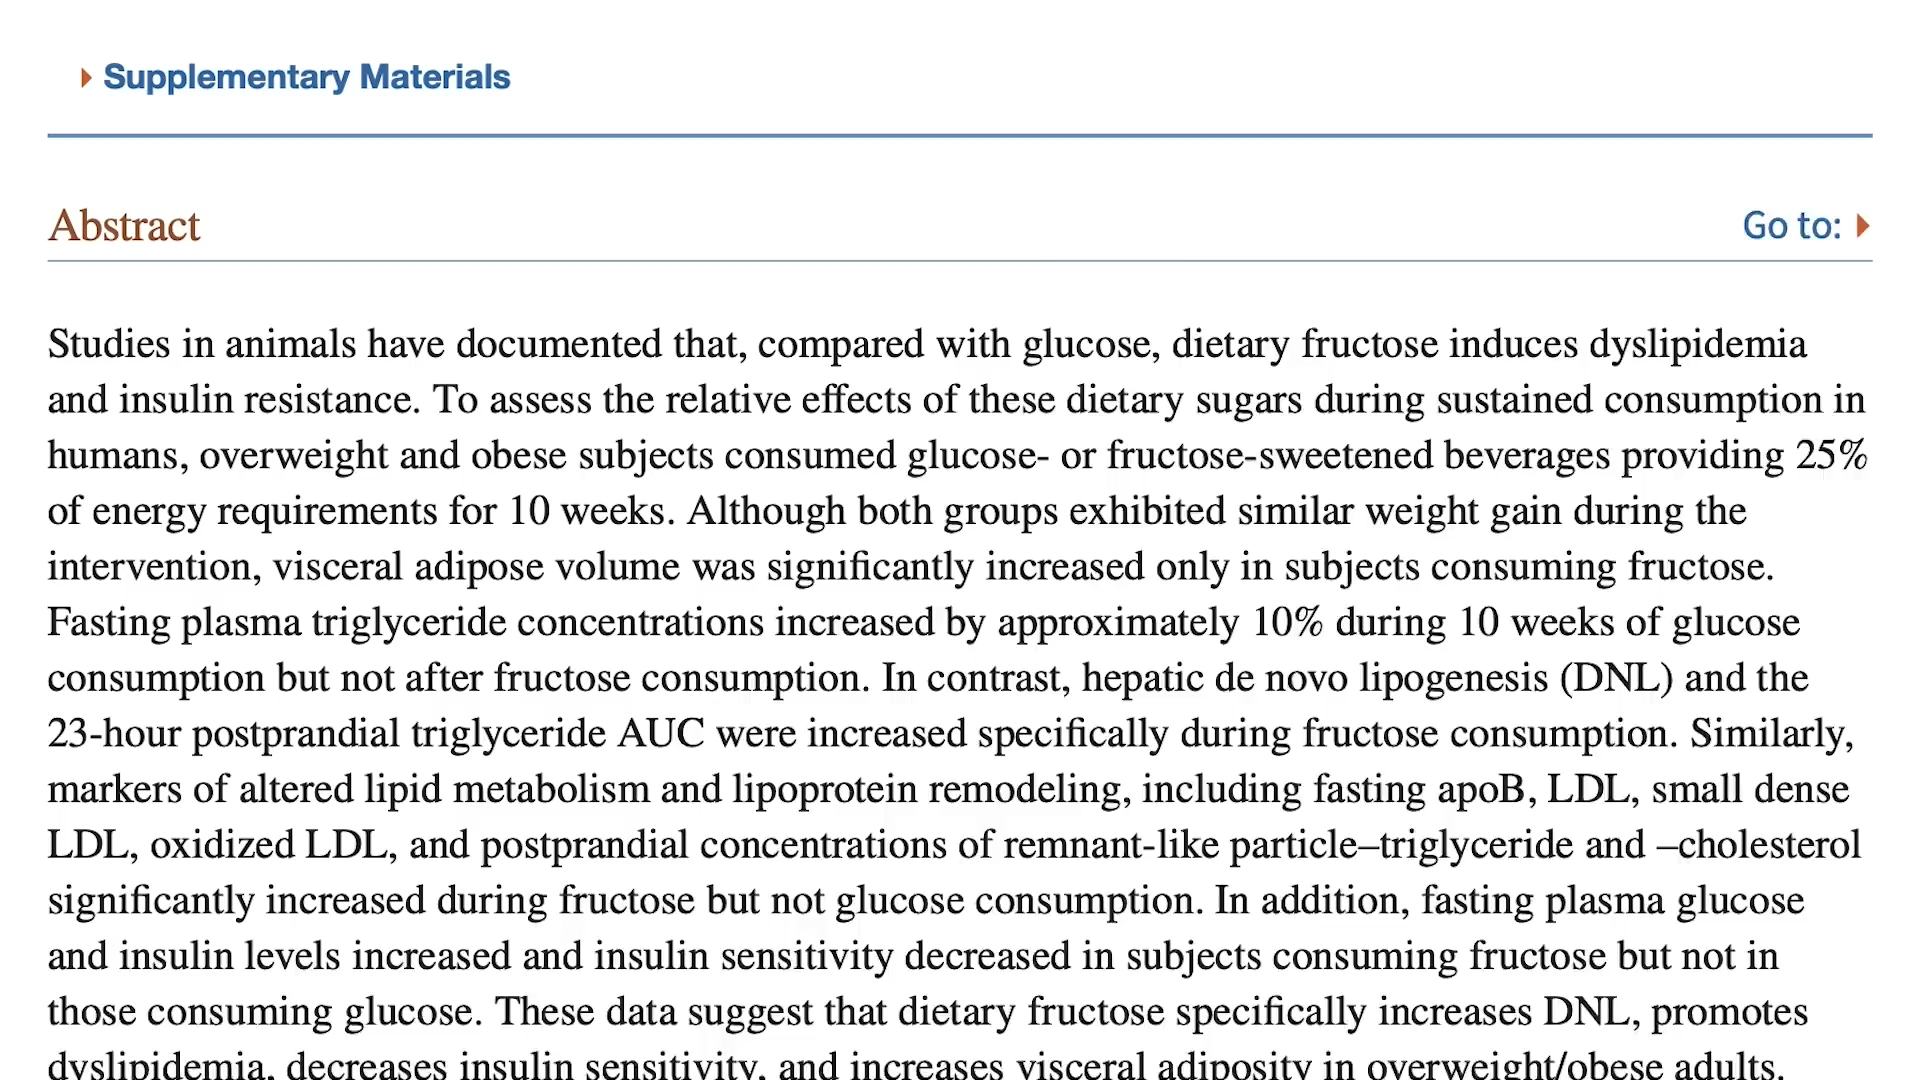 Supplementary Materials
Abstract
Go to:
Studies in animals have documented that, compared with glucose, dietary fructose induces dyslipidemia
and insulin resistance. To assess the relative effects of these dietary sugars during sustained consumption in
humans, overweight and obese subjects consumed glucose- or fructose-sweetened beverages providing 25%
of energy requirements for 10 weeks. Although both groups exhibited similar weight gain during the
intervention, visceral adipose volume was significantly increased only in subjects consuming fructose.
Fasting plasma triglyceride concentrations increased by approximately 10% during 10 weeks of glucose
consumption but not after fructose consumption. In contrast, hepatic de novo lipogenesis (DNL) and the
23-hour postprandial triglyceride AUC were increased specifically during fructose consumption. Similarly,
markers of altered lipid metabolism and lipoprotein remodeling, including fasting apoB, LDL, small dense
LDL, oxidized LDL, and postprandial concentrations of remnant-like particle–triglyceride and –cholesterol
significantly increased during fructose but not glucose consumption. In addition, fasting plasma glucose
and insulin levels increased and insulin sensitivity decreased in subjects consuming fructose but not in
those consuming glucose. These data suggest that dietary fructose specifically increases DNL, promotes
dyslipidemia, decreases insulin sensitivity, and increases visceral adiposity in overweight/obese adults.